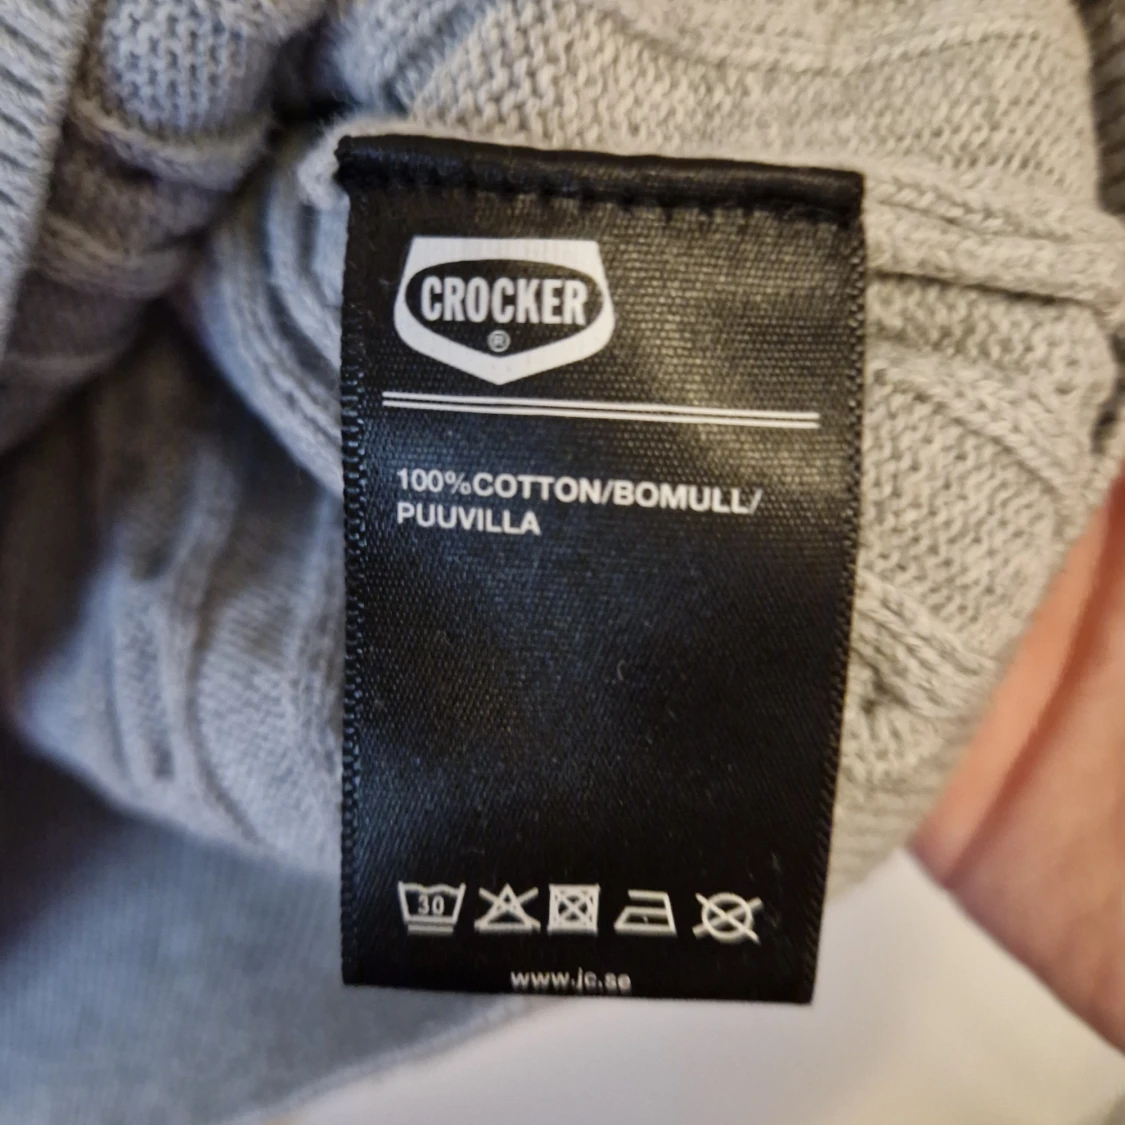 CROCKER
®
100%COTTON/BOMULL/
PUUVILLA
30
www.jc.se